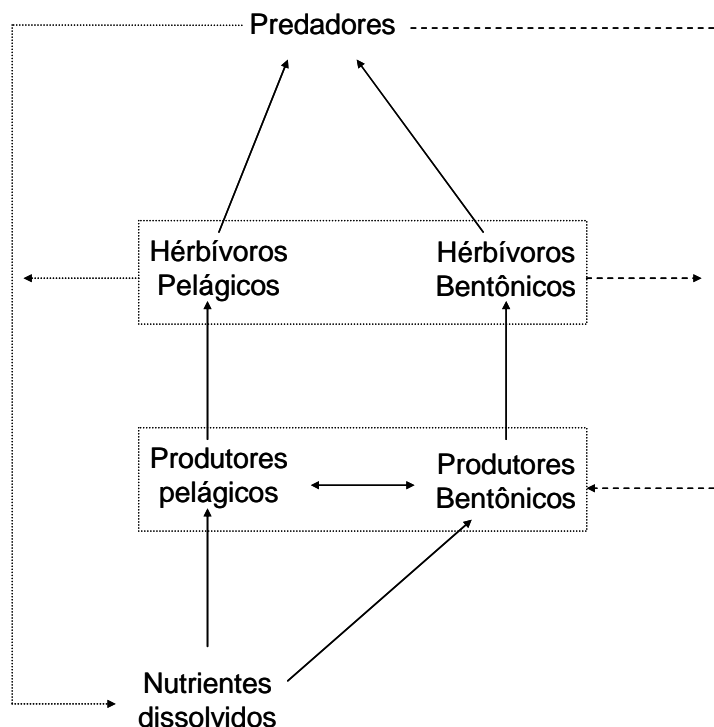 Predadores
Hérbívoros
Pelágicos
Hérbívoros
Bentônicos
Produtores
pelágicos
Produtores
Bentônicos
Nutrientes
dissolvidos